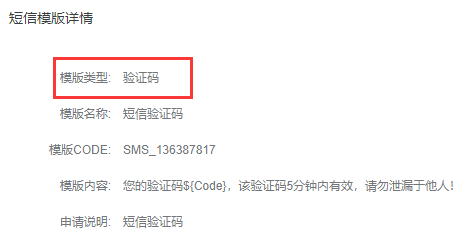 短信模版详情
模版类型: 验证码
模版名称: 短信验证码
模版CODE: SMS_136387817
模版内容: 您的验证码${Code}，该验证码5分钟内有效，请勿泄漏于他人！
申请说明: 短信验证码